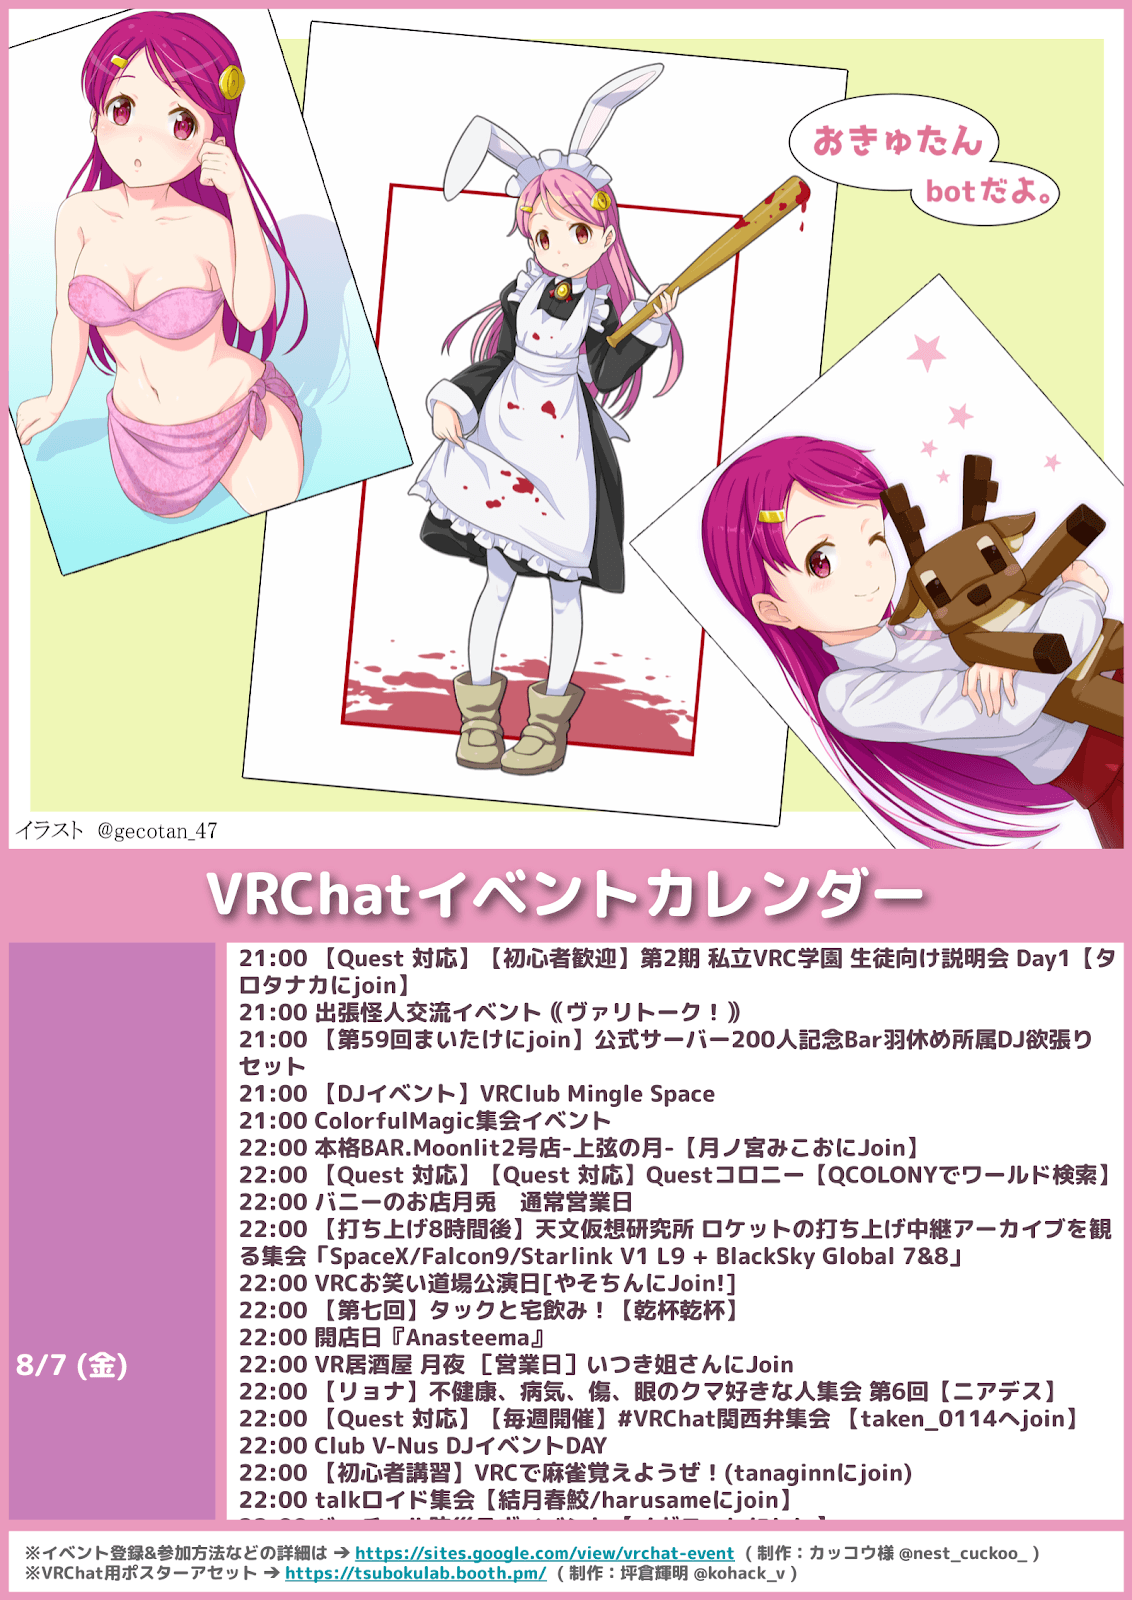 おきゅたん
botだよ。
イラスト @gecotan_47
VRChatイベントカレンダー
8/7 (金)
21:00 【Quest 対応】【初心者歓迎】第2期 私立VRC学園 生徒向け説明会 Day1【タ
ロタナカにjoin】
21:00 出張怪人交流イベント⟪ヴァリトーク！⟫
21:00 【第59回まいたけにjoin】公式サーバー200人記念Bar羽休め所属DJ欲張り
セット
21:00 【DJイベント】VRClub Mingle Space
21:00 ColorfulMagic集会イベント
22:00 本格BAR.Moonlit2号店-上弦の月-【月ノ宮みこおにJoin】
22:00 【Quest 対応】【Quest 対応】Questコロニー【QCOLONYでワールド検索】
22:00 バニーのお店月兎　通常営業日
22:00 【打ち上げ8時間後】天文仮想研究所 ロケットの打ち上げ中継アーカイブを観
る集会「SpaceX/Falcon9/Starlink V1 L9 + BlackSky Global 7&8」
22:00 VRCお笑い道場公演日[やそちんにJoin!]
22:00 【第七回】タックと宅飲み！【乾杯乾杯】
22:00 開店日『Anasteema』
22:00 VR居酒屋 月夜 ［営業日］いつき姐さんにJoin
22:00 【リョナ】不健康、病気、傷、眼のクマ好きな人集会 第6回【ニアデス】
22:00 【Quest 対応】【毎週開催】#VRChat関西弁集会 【taken_0114へjoin】
22:00 Club V-Nus DJイベントDAY
22:00 【初心者講習】VRCで麻雀覚えようぜ！(tanaginnにjoin)
22:00 talkロイド集会【結月春鮫/harusameにjoin】
※イベント登録&参加方法などの詳細は ➔ https://sites.google.com/view/vrchat-event （ 制作：カッコウ様 @nest_cuckoo_ ）
※VRChat用ポスターアセット ➔ https://tsubokulab.booth.pm/ （ 制作：坪倉輝明 @kohack_v ）